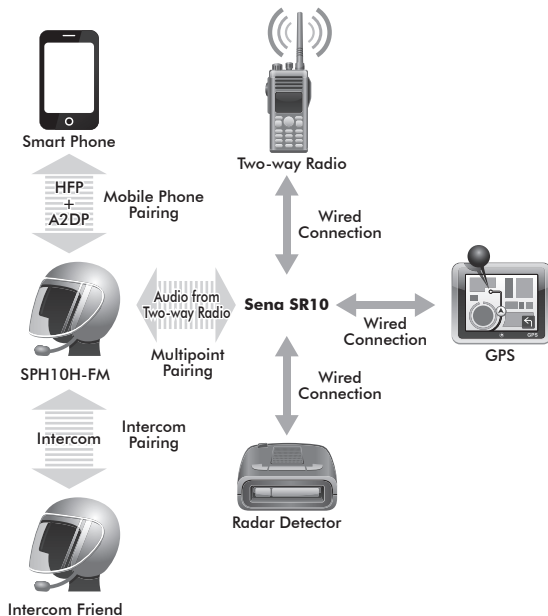 Smart Phone
Two-way Radio
HFP
+
A2DP
Mobile Phone
Pairing
Wired
Connection
Audio from
Two-way Radio
Sena SR10
Wired
Connection
GPS
GPS
Multipoint
Pairing
SPH10H-FM
Wired
Connection
Intercom
Intercom
Pairing
Radar Detector
Intercom Friend